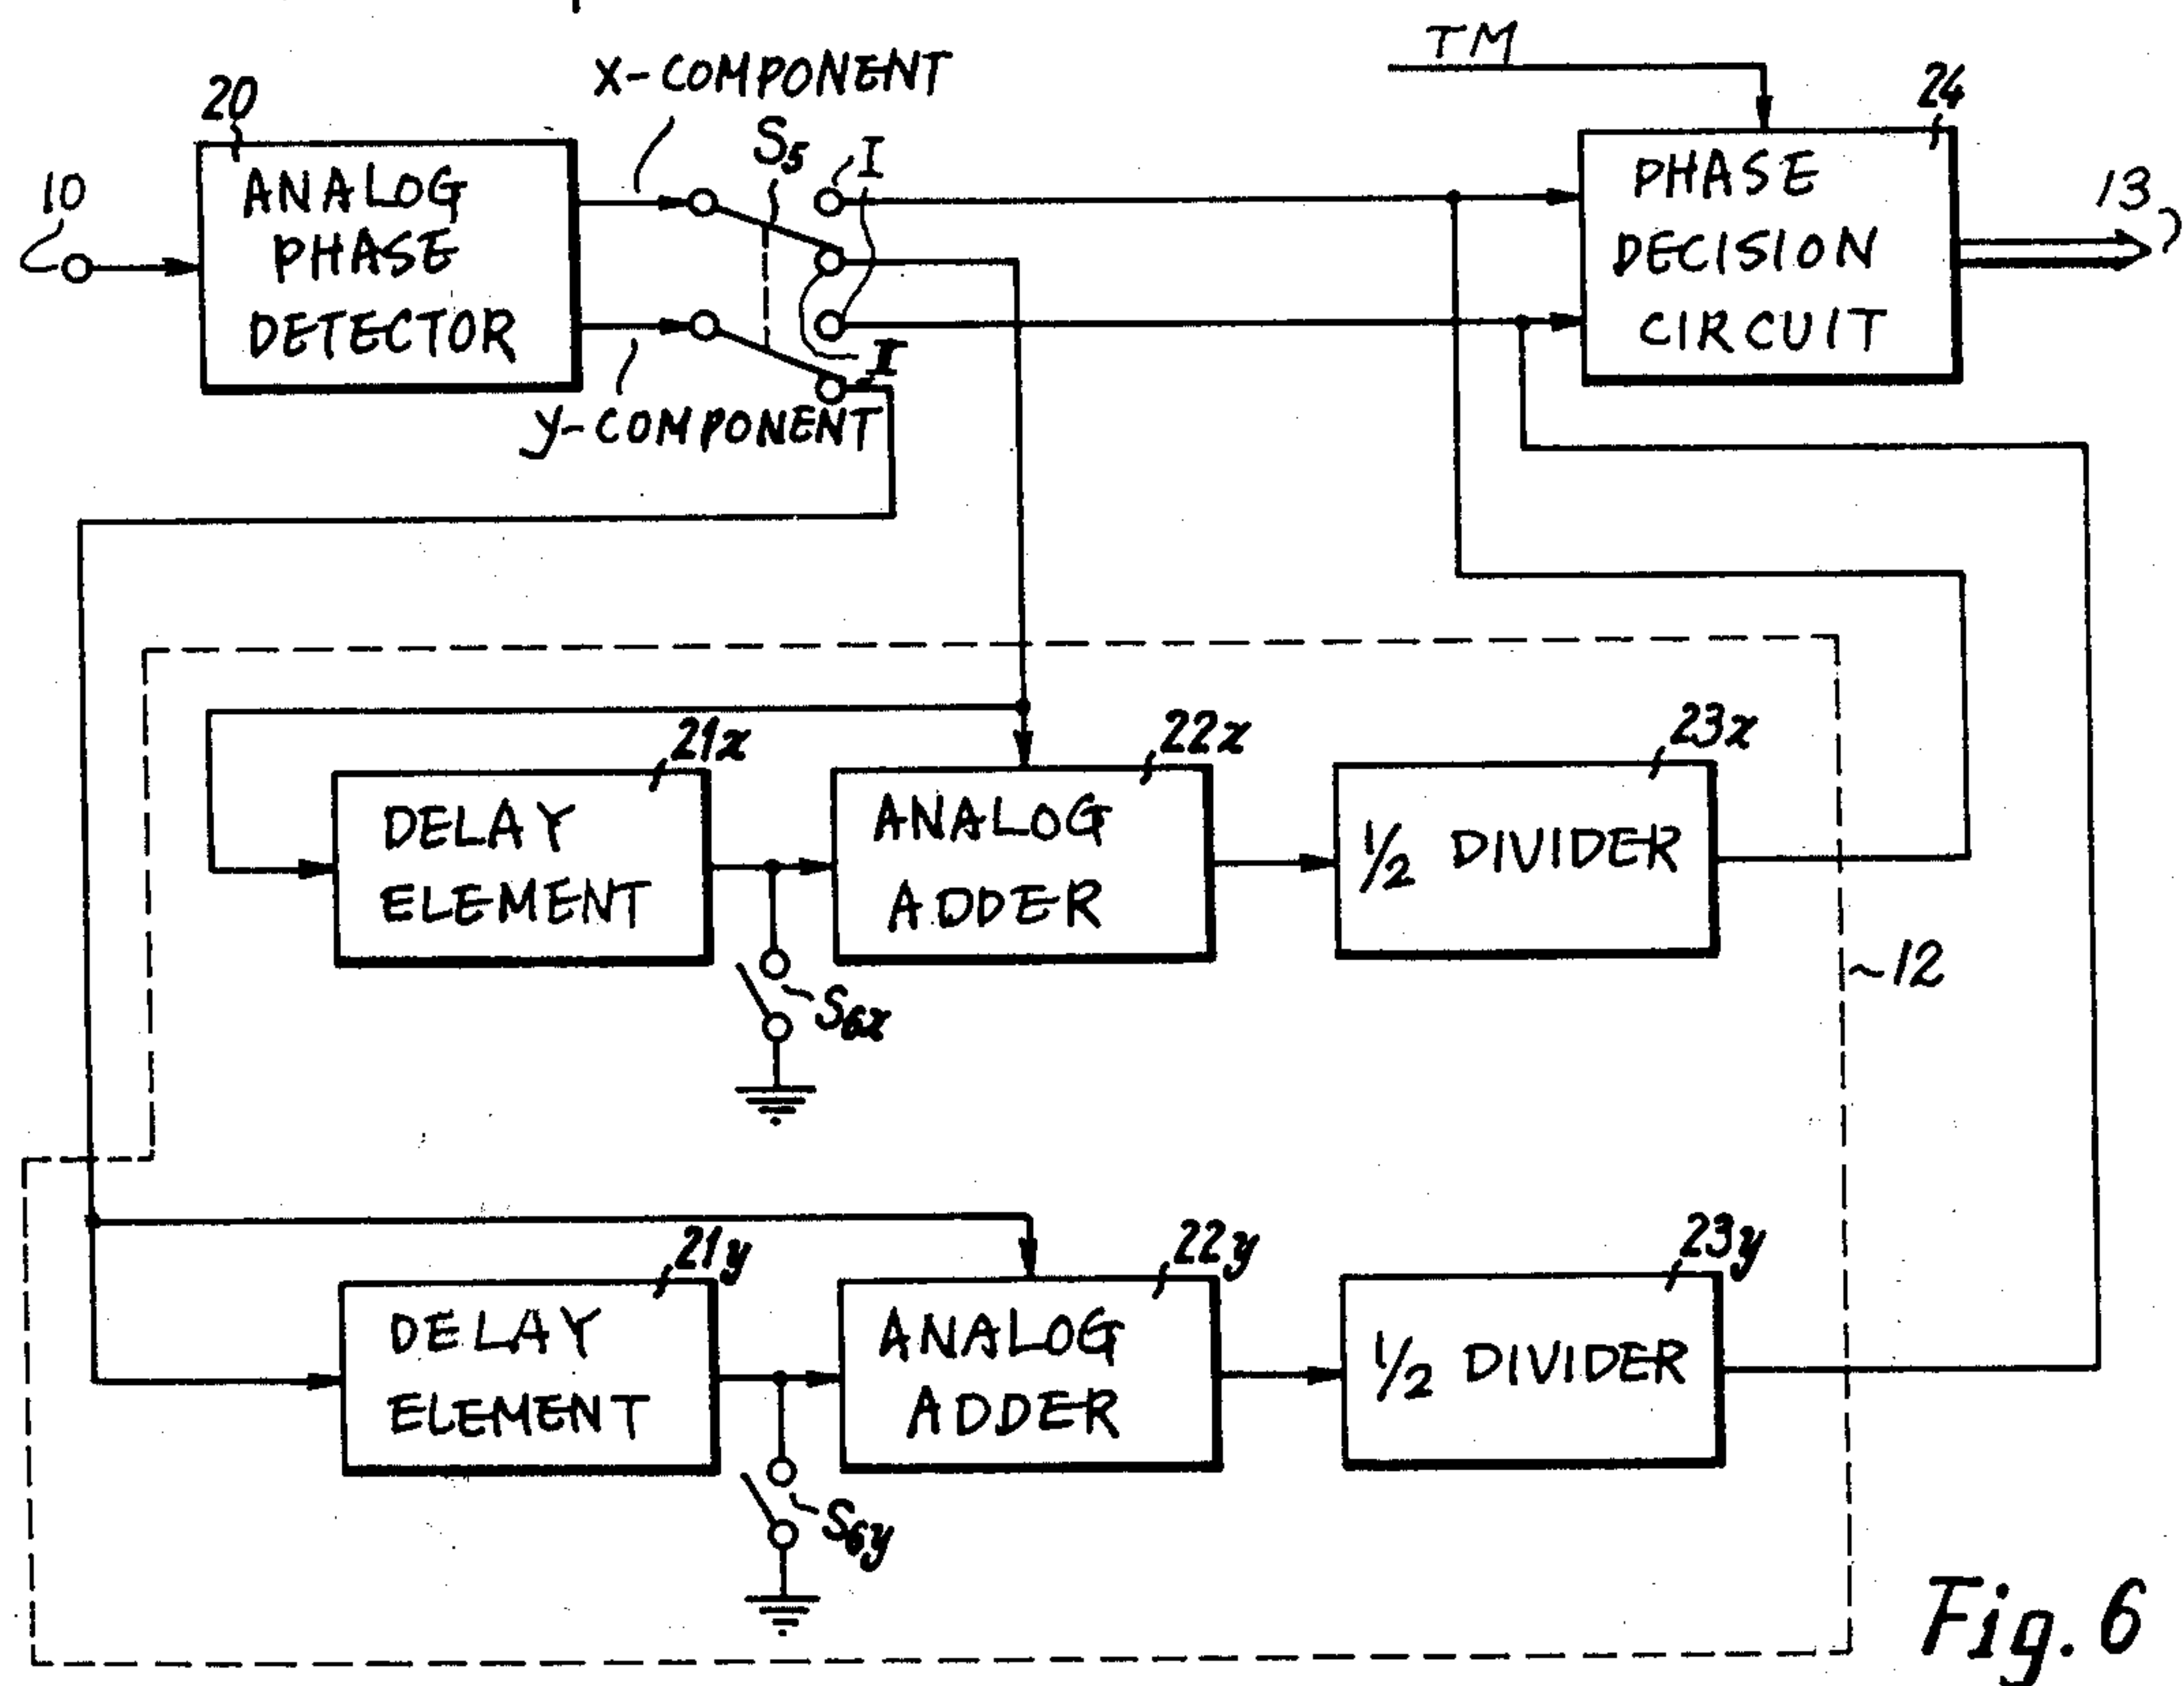 TM
X-COMPONENT
20
S5
I
24
10
ANALOG
PHASE
DETECTOR
PHASE
DECISION
CIRCUIT
13
I
y-COMPONENT
21x
22x
23x
DELAY
ELEMENT
ANALOG
ADDER
1/2 DIVIDER
~12
S6x
21y
22y
23y
DELAY
ELEMENT
ANALOG
ADDER
1/2 DIVIDER
S6y
Fig. 6